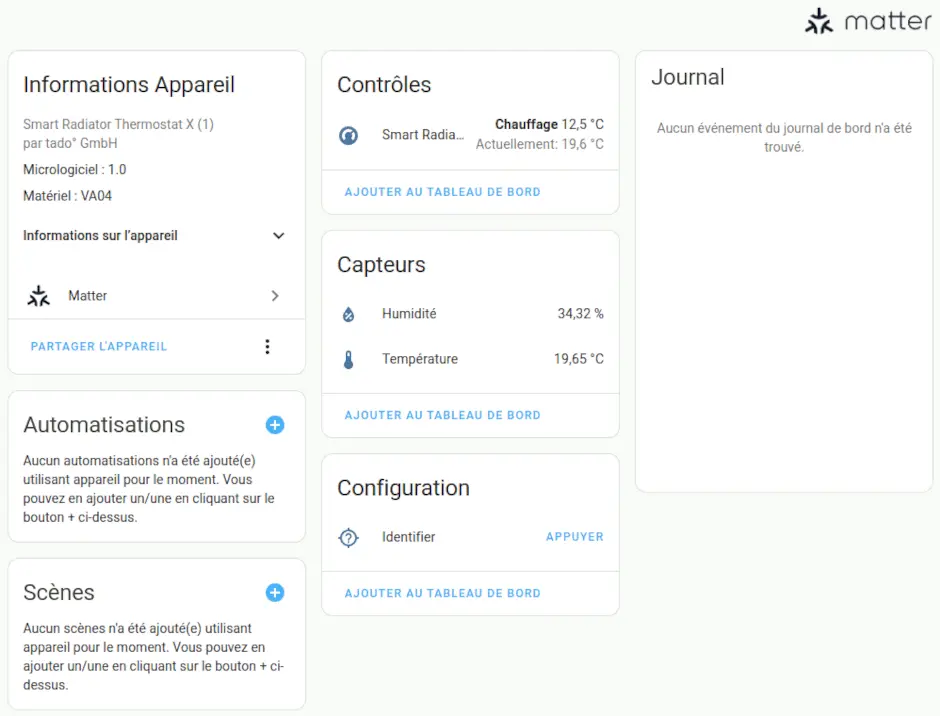 matter
Informations Appareil
Smart Radiator Thermostat X (1)
par tado° GmbH
Micrologiciel : 1.0
Matériel : VA04
Informations sur l'appareil
Matter
PARTAGER L'APPAREIL
Automatisations
Aucun automatisations n'a été ajouté(e)
utilisant appareil pour le moment. Vous
pouvez en ajouter un/une en cliquant sur le
bouton + ci-dessus.
Scènes
Aucun scènes n'a été ajouté(e) utilisant
appareil pour le moment. Vous pouvez en
ajouter un/une en cliquant sur le bouton + ci-
dessus.
Contrôles
Smart Radia... Chauffage 12,5 °C
Actuellement: 19,6 °C
AJOUTER AU TABLEAU DE BORD
Capteurs
Humidité 34,32 %
Température 19,65 °C
AJOUTER AU TABLEAU DE BORD
Configuration
Identifier APPUYER
AJOUTER AU TABLEAU DE BORD
Journal
Aucun événement du journal de bord n'a été
trouvé.